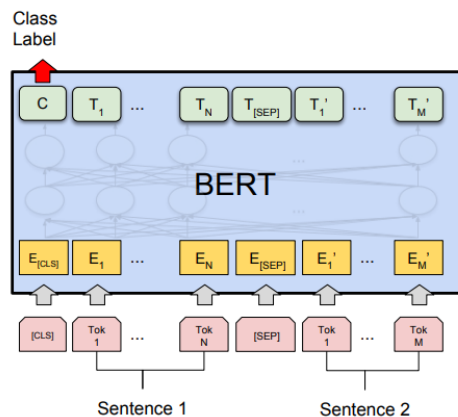 Class
Label
C T1 ... TN T[SEP] T1' ... TM'
...
BERT
...
E[CLS] E1 ... EN E[SEP] E1' ... EM'
[CLS] Tok 1 ... Tok N [SEP] Tok 1 ... Tok M
Sentence 1 Sentence 2